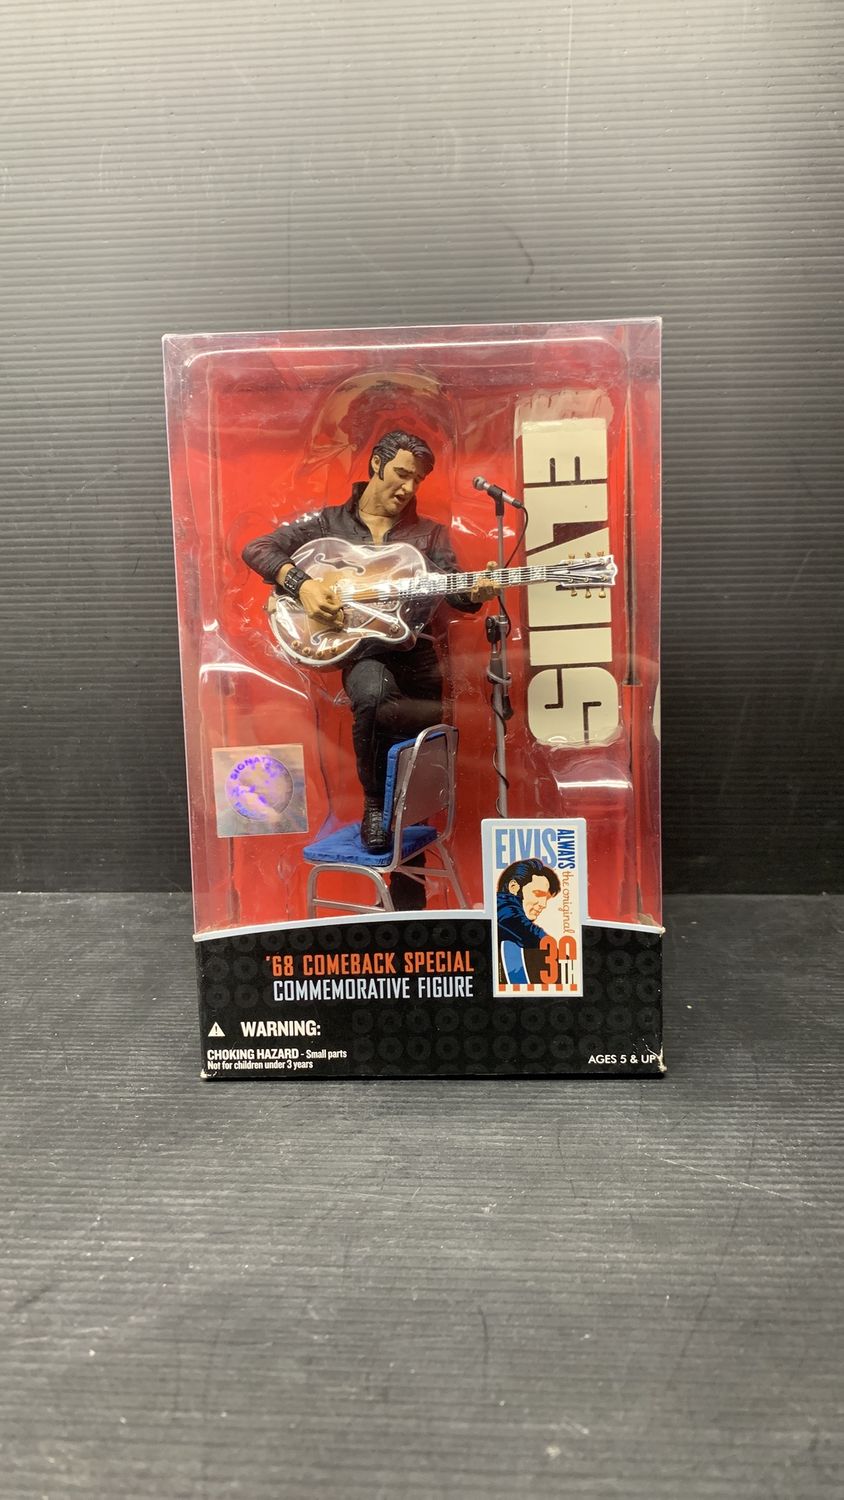 ELVIS
SIGNAT
ELVIS
ALWAYS
the original
30TH
'68 COMEBACK SPECIAL
COMMEMORATIVE FIGURE
WARNING:
CHOKING HAZARD - Small parts
Not for children under 3 years
AGES 5 & UP